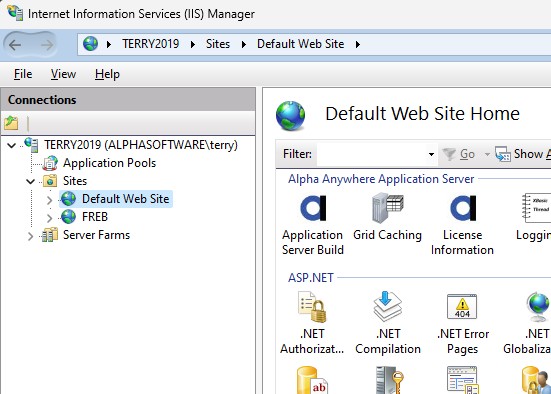 Internet Information Services (IIS) Manager
TERRY2019 Sites Default Web Site
File View Help
Connections
TERRY2019 (ALPHASOFTWARE\terry)
Application Pools
Sites
Default Web Site
FREB
Server Farms
Default Web Site Home
Filter: Go Show A
Alpha Anywhere Application Server
Application Server Build
Grid Caching
License Information
Loggin
XBasic
Thread
ASP.NET
.NET Authorizat...
.NET Compilation
404
.NET Error Pages
.NET Globaliza
ab